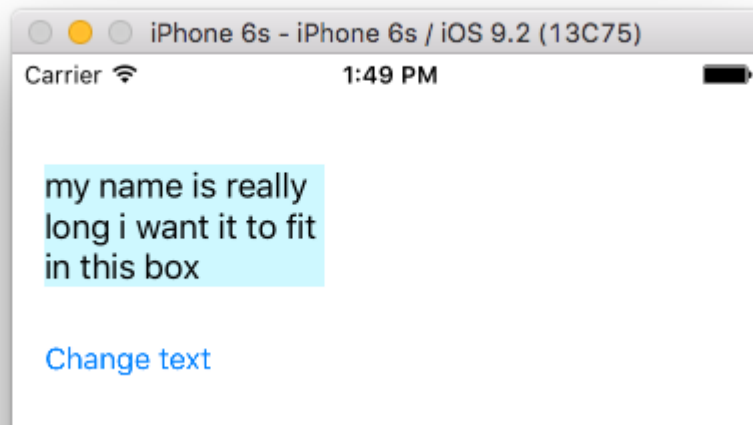 iPhone 6s - iPhone 6s / iOS 9.2 (13C75)
Carrier 1:49 PM
my name is really
long i want it to fit
in this box
Change text